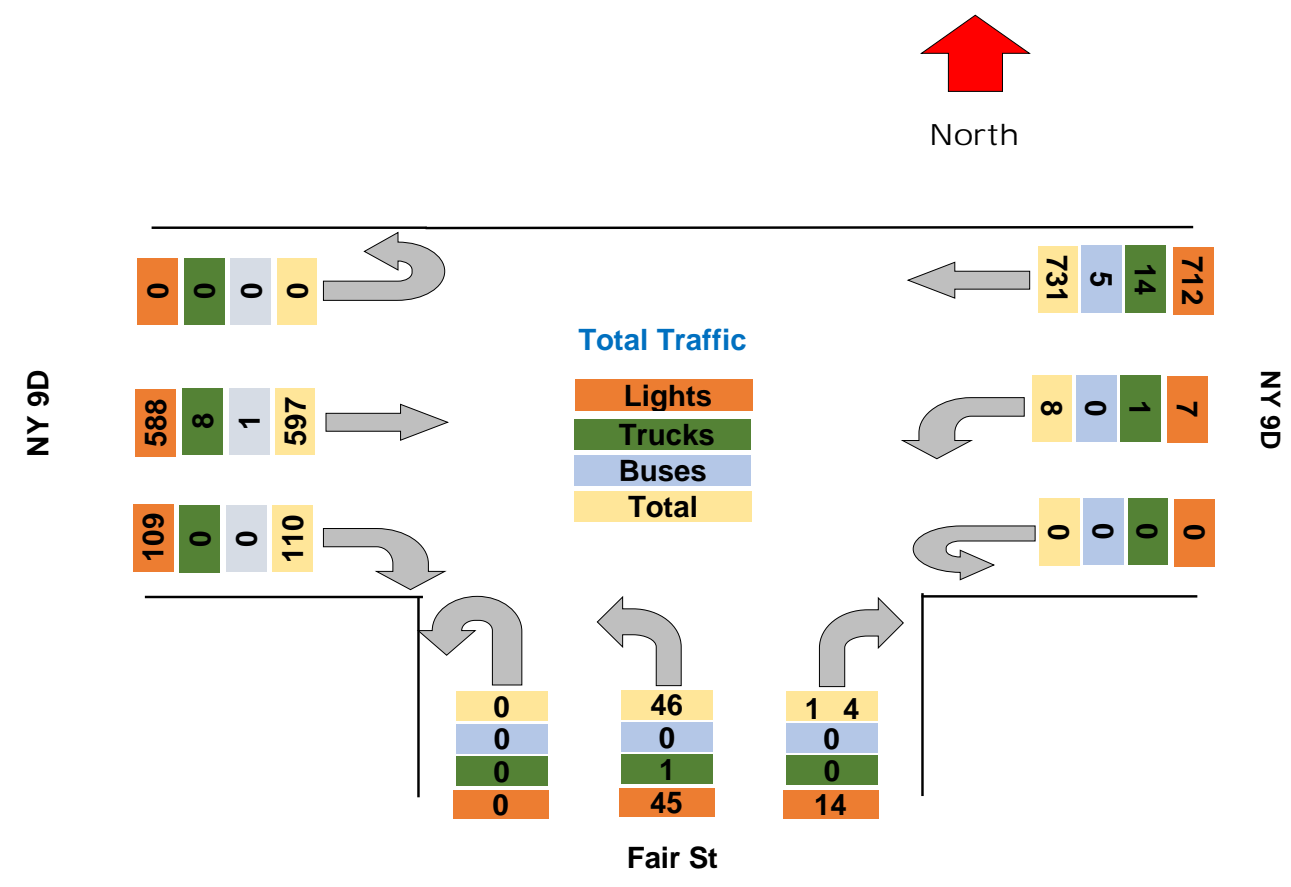 North
0 0 0 0
731 5 14 712
Total Traffic
NY 9D
588 8 1 597
Lights
Trucks
Buses
Total
8 0 1 7
NY 9D
109 0 0 110
0 0 0 0
0
0
0
0
46
0
1
45
1 4
0
0
14
Fair St